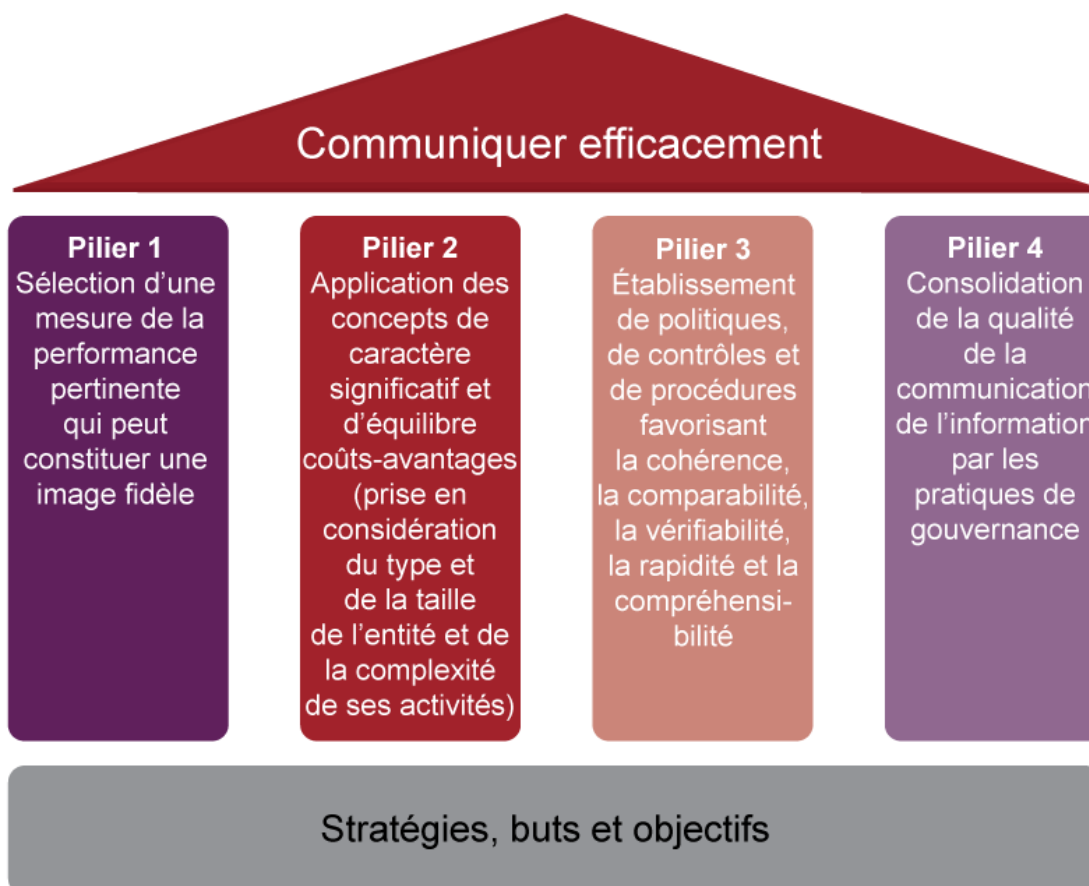 Communiquer efficacement
Pilier 1
Sélection d’une
mesure de la
performance
pertinente
qui peut
constituer une
image fidèle
Pilier 2
Application des
concepts de
caractère
significatif et
d’équilibre
coûts-avantages
(prise en
considération
du type et
de la taille
de l’entité et de
la complexité
de ses activités)
Pilier 3
Établissement
de politiques,
de contrôles et
de procédures
favorisant
la cohérence,
la comparabilité,
la vérifiabilité,
la rapidité et la
compréhensi-
bilité
Pilier 4
Consolidation
de la qualité
de la
communication
de l’information
par les
pratiques de
gouvernance
Stratégies, buts et objectifs